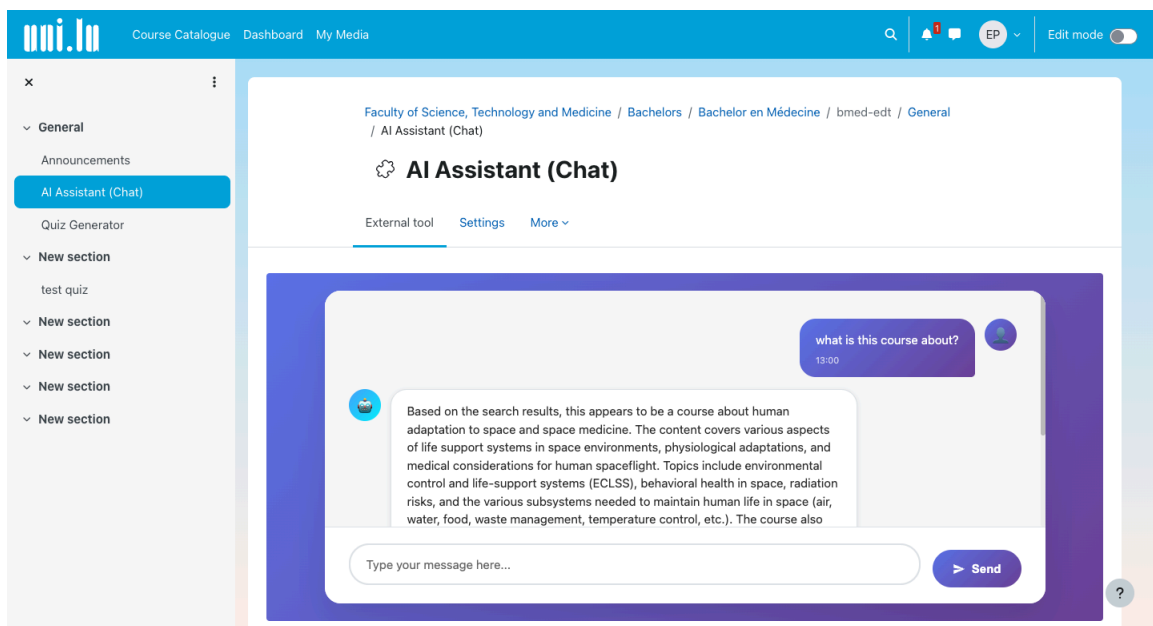 uni.lu
Course Catalogue Dashboard My Media
1
EP
Edit mode
General
Announcements
AI Assistant (Chat)
Quiz Generator
New section
test quiz
New section
New section
New section
New section
Faculty of Science, Technology and Medicine / Bachelors / Bachelor en Médecine / bmed-edt / General
/ AI Assistant (Chat)
AI Assistant (Chat)
External tool Settings More
what is this course about?
13:00
Based on the search results, this appears to be a course about human
adaptation to space and space medicine. The content covers various aspects
of life support systems in space environments, physiological adaptations, and
medical considerations for human spaceflight. Topics include environmental
control and life-support systems (ECLSS), behavioral health in space, radiation
risks, and the various subsystems needed to maintain human life in space (air,
water, food, waste management, temperature control, etc.). The course also
Type your message here...
Send
?